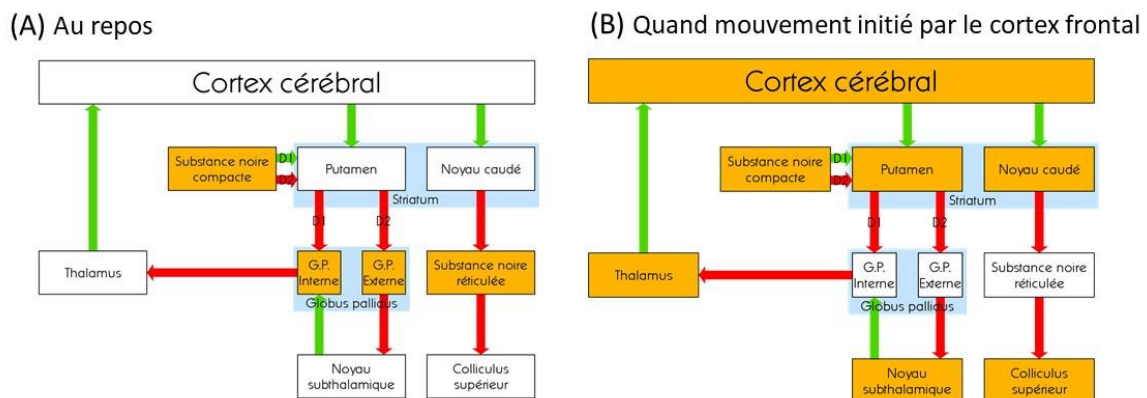 (A) Au repos
Cortex cérébral
Substance noire
compacte
D1
D2
Putamen
Noyau caudé
Striatum
D1
D2
Thalamus
G.P.
Interne
G.P.
Externe
Substance noire
réticulée
Globus pallidus
Noyau
subthalamique
Colliculus
supérieur
(B) Quand mouvement initié par le cortex frontal
Cortex cérébral
Substance noire
compacte
D1
D2
Putamen
Noyau caudé
Striatum
D1
D2
Thalamus
G.P.
Interne
G.P.
Externe
Substance noire
réticulée
Globus pallidus
Noyau
subthalamique
Colliculus
supérieur